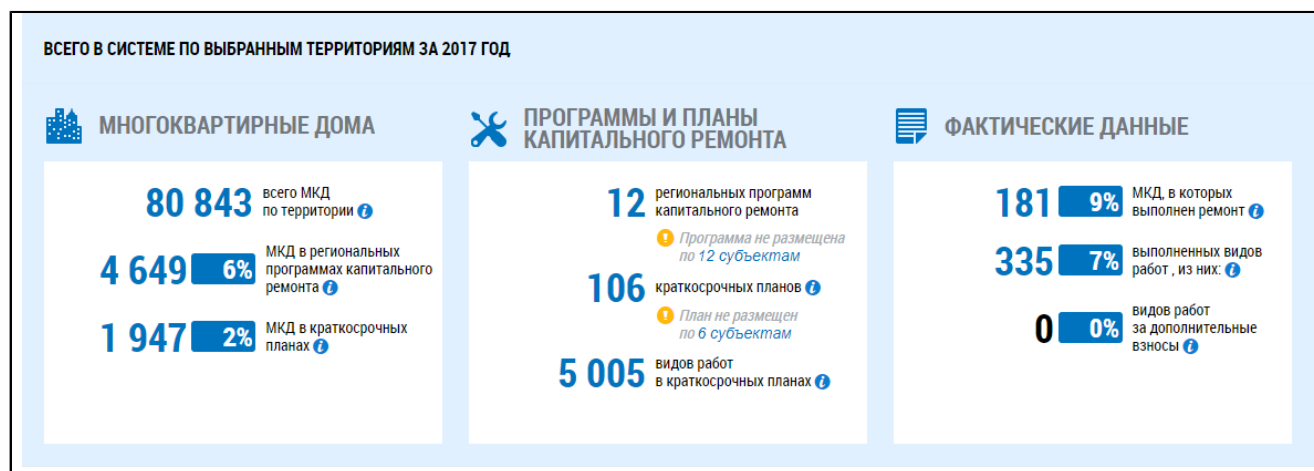 ВСЕГО В СИСТЕМЕ ПО ВЫБРАННЫМ ТЕРРИТОРИЯМ ЗА 2017 ГОД
МНОГОКВАРТИРНЫЕ ДОМА
80 843 всего МКД
по территории
4 649 6% МКД в региональных
программах капитального
ремонта
1 947 2% МКД в краткосрочных
планах
ПРОГРАММЫ И ПЛАНЫ
КАПИТАЛЬНОГО РЕМОНТА
12 региональных программ
капитального ремонта
Программа не размещена
по 12 субъектам
106 краткосрочных планов
План не размещен
по 6 субъектам
5 005 видов работ
в краткосрочных планах
ФАКТИЧЕСКИЕ ДАННЫЕ
181 9% МКД, в которых
выполнен ремонт
335 7% выполненных видов
работ , из них:
0 0% видов работ
за дополнительные
взносы